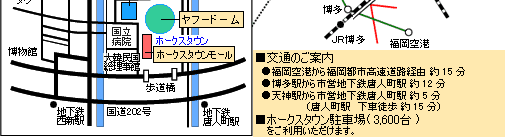 ヤフードーム
国立
病院
ホークスタウン
ホークスタウンモール
博物館
大韓民国
総理事館
歩道橋
地下鉄
西新駅
国道202号
地下鉄
唐人町駅
博多
JR博多
福岡空港
■交通のご案内
●福岡空港から福岡都市高速道路経由 約15分
●博多駅から市営地下鉄唐人町駅 約12分
●天神駅から市営地下鉄唐人町駅 約5分
(唐人町駅 下車徒歩 約15分)
■ホークスタウン駐車場(3,600台)
をご利用いただけます。